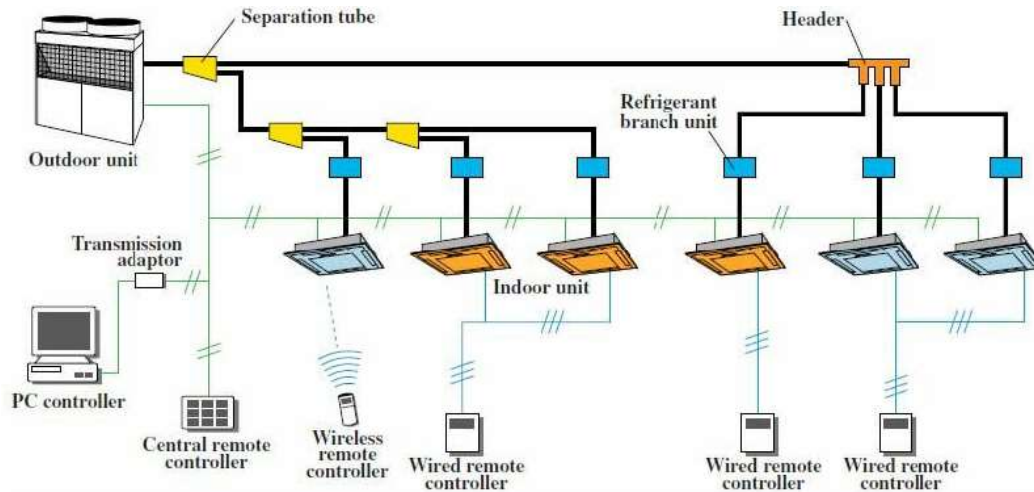 Separation tube
Header
Refrigerant
branch unit
Outdoor unit
Transmission
adaptor
Indoor unit
PC controller
Central remote
controller
Wireless
remote
controller
Wired remote
controller
Wired remote
controller
Wired remote
controller